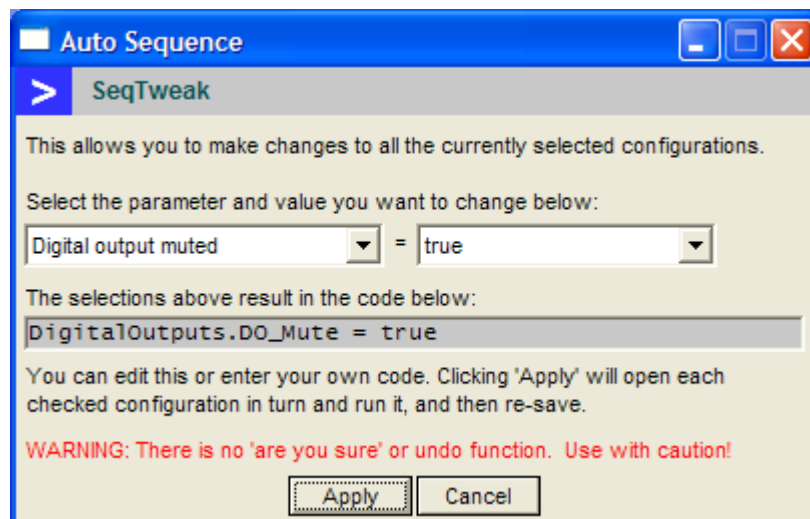 Auto Sequence
> SeqTweak
This allows you to make changes to all the currently selected configurations.
Select the parameter and value you want to change below:
Digital output muted = true
The selections above result in the code below:
DigitalOutputs.DO_Mute = true
You can edit this or enter your own code. Clicking 'Apply' will open each
checked configuration in turn and run it, and then re-save.
WARNING: There is no 'are you sure' or undo function. Use with caution!
Apply Cancel